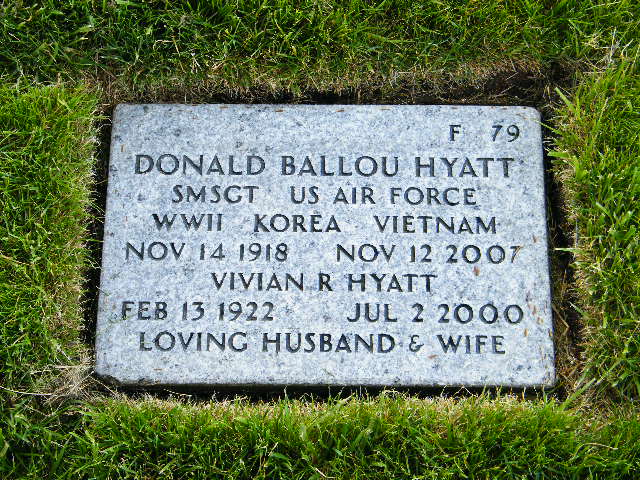 F 79
DONALD BALLOU HYATT
SMSGT US AIR FORCE
WWII KOREA VIETNAM
NOV 14 1918 NOV 12 2007
VIVIAN R HYATT
FEB 13 1922 JUL 2 2000
LOVING HUSBAND & WIFE